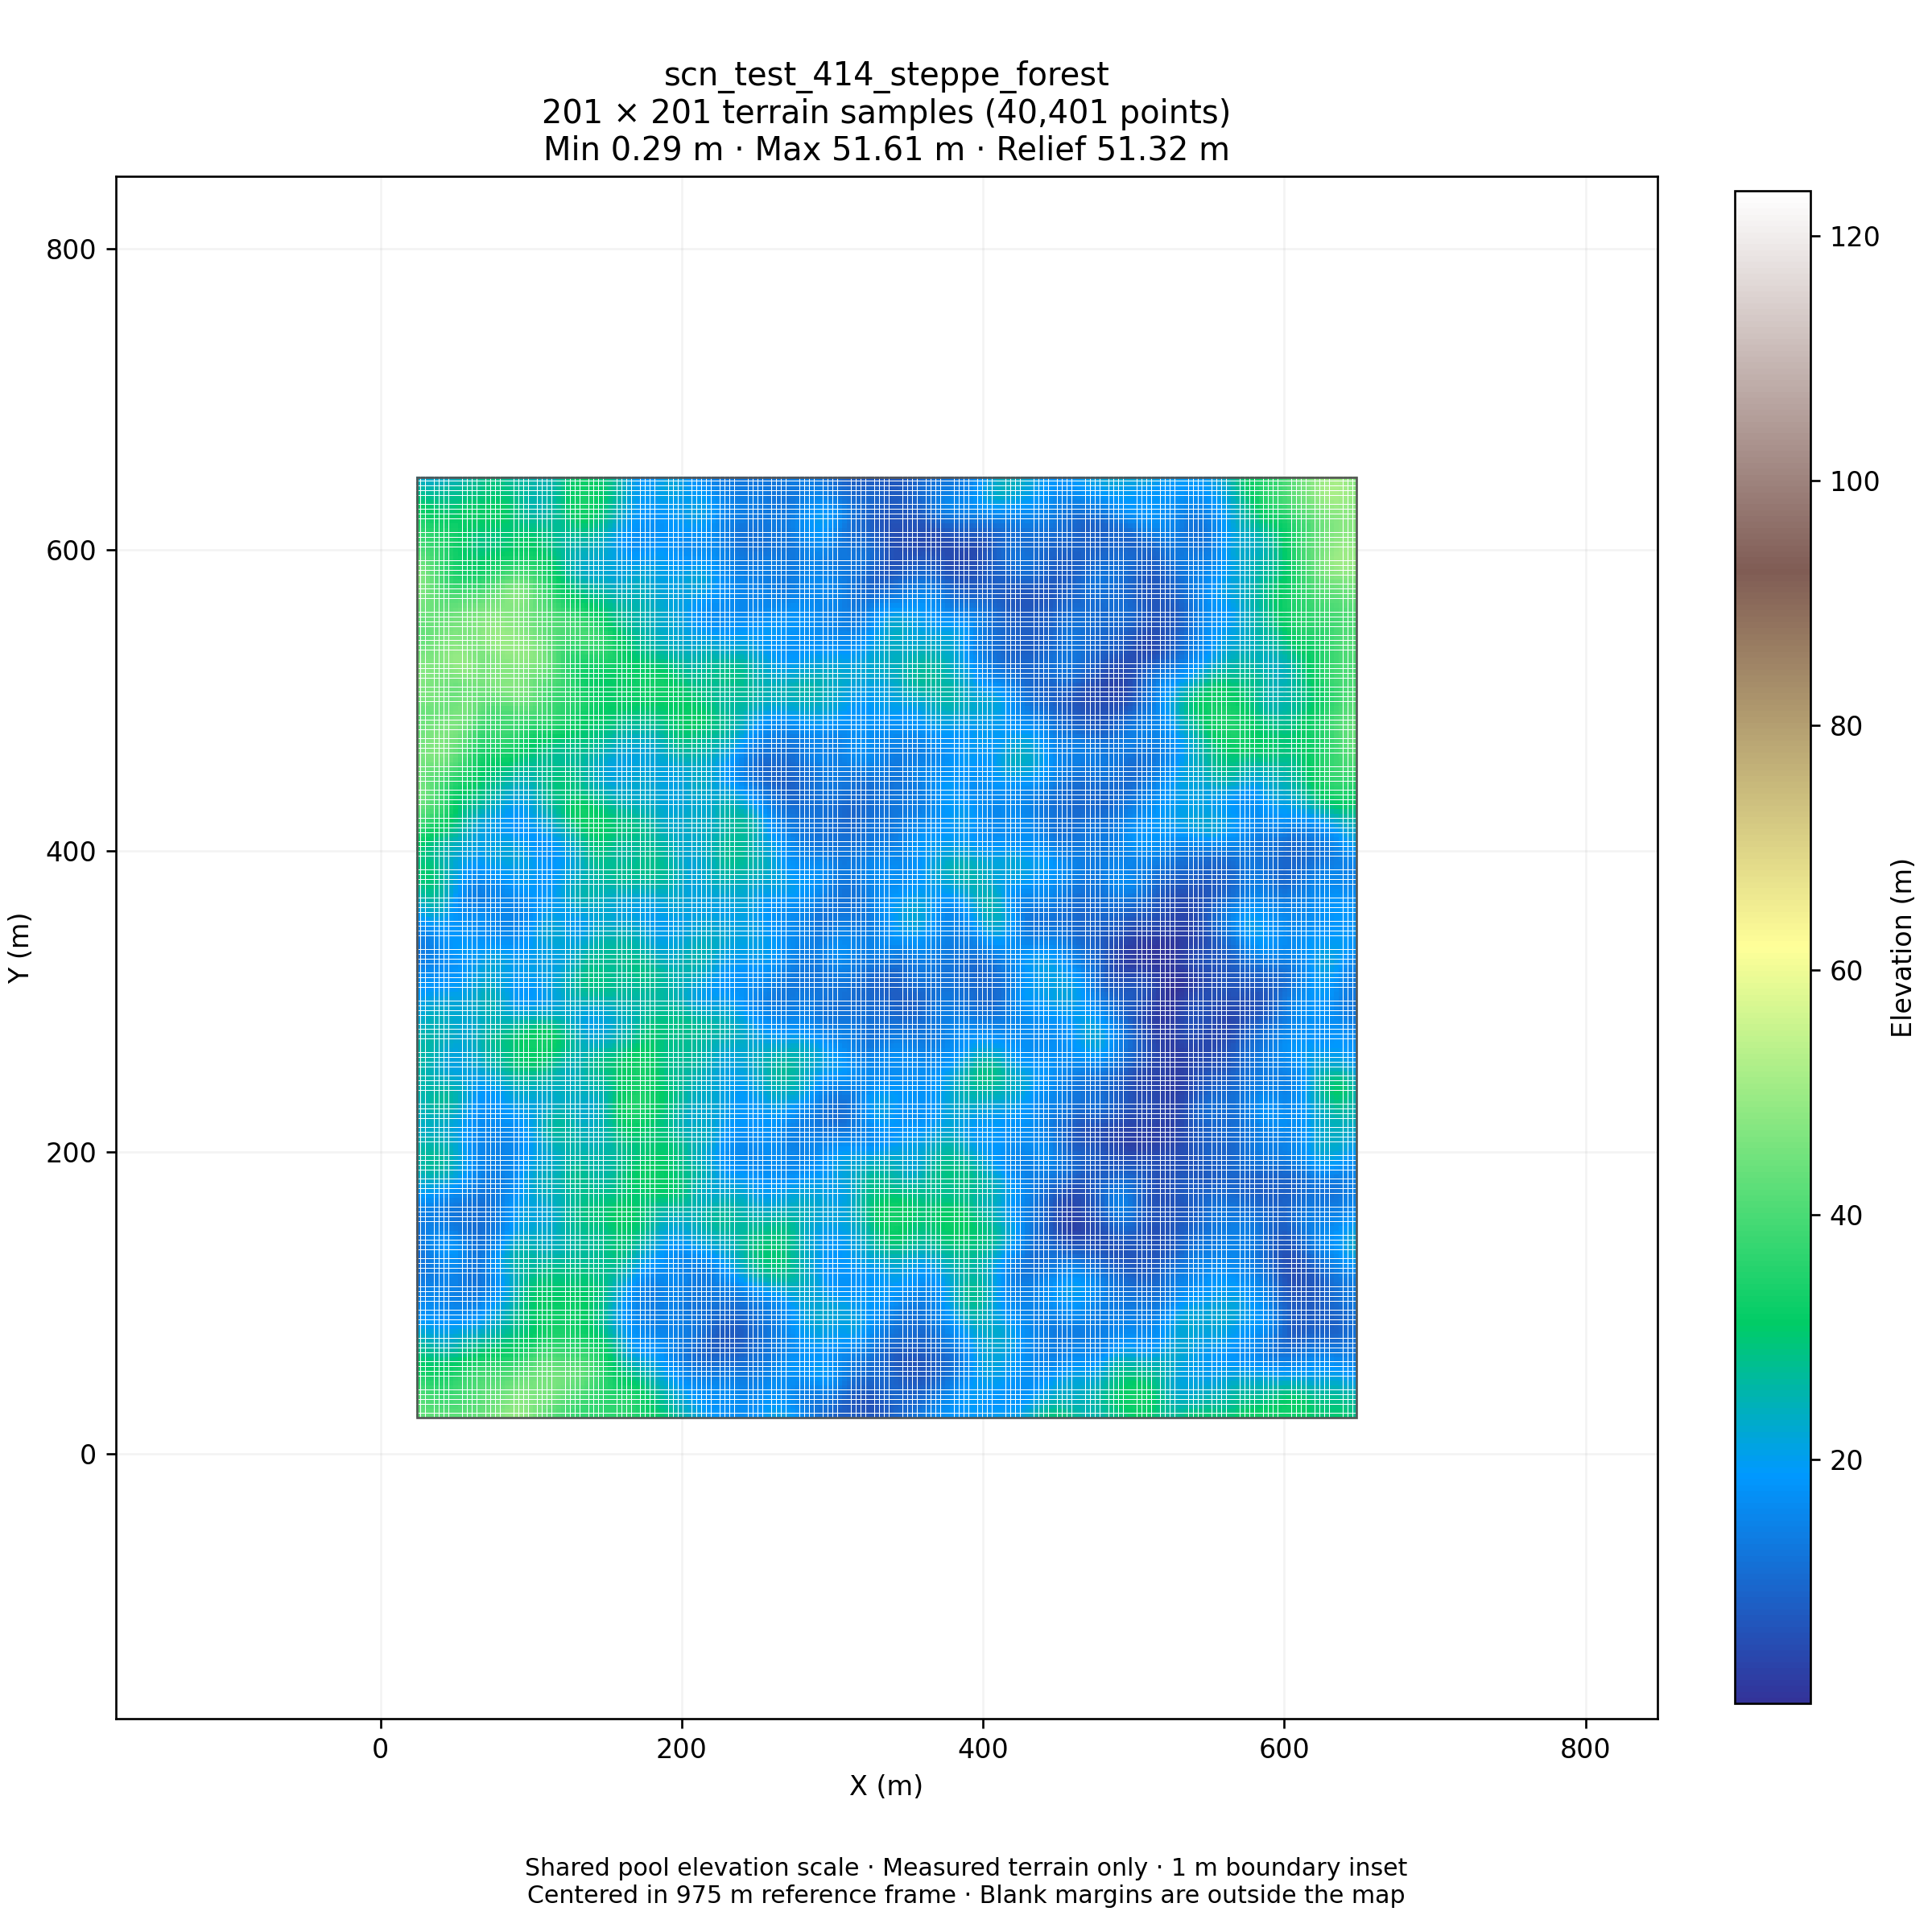 scn_test_414_steppe_forest
201 × 201 terrain samples (40,401 points)
Min 0.29 m · Max 51.61 m · Relief 51.32 m
800
600
400
200
0
Y (m)
0
200
400
600
800
X (m)
120
100
80
60
40
20
Elevation (m)
Shared pool elevation scale · Measured terrain only · 1 m boundary inset
Centered in 975 m reference frame · Blank margins are outside the map